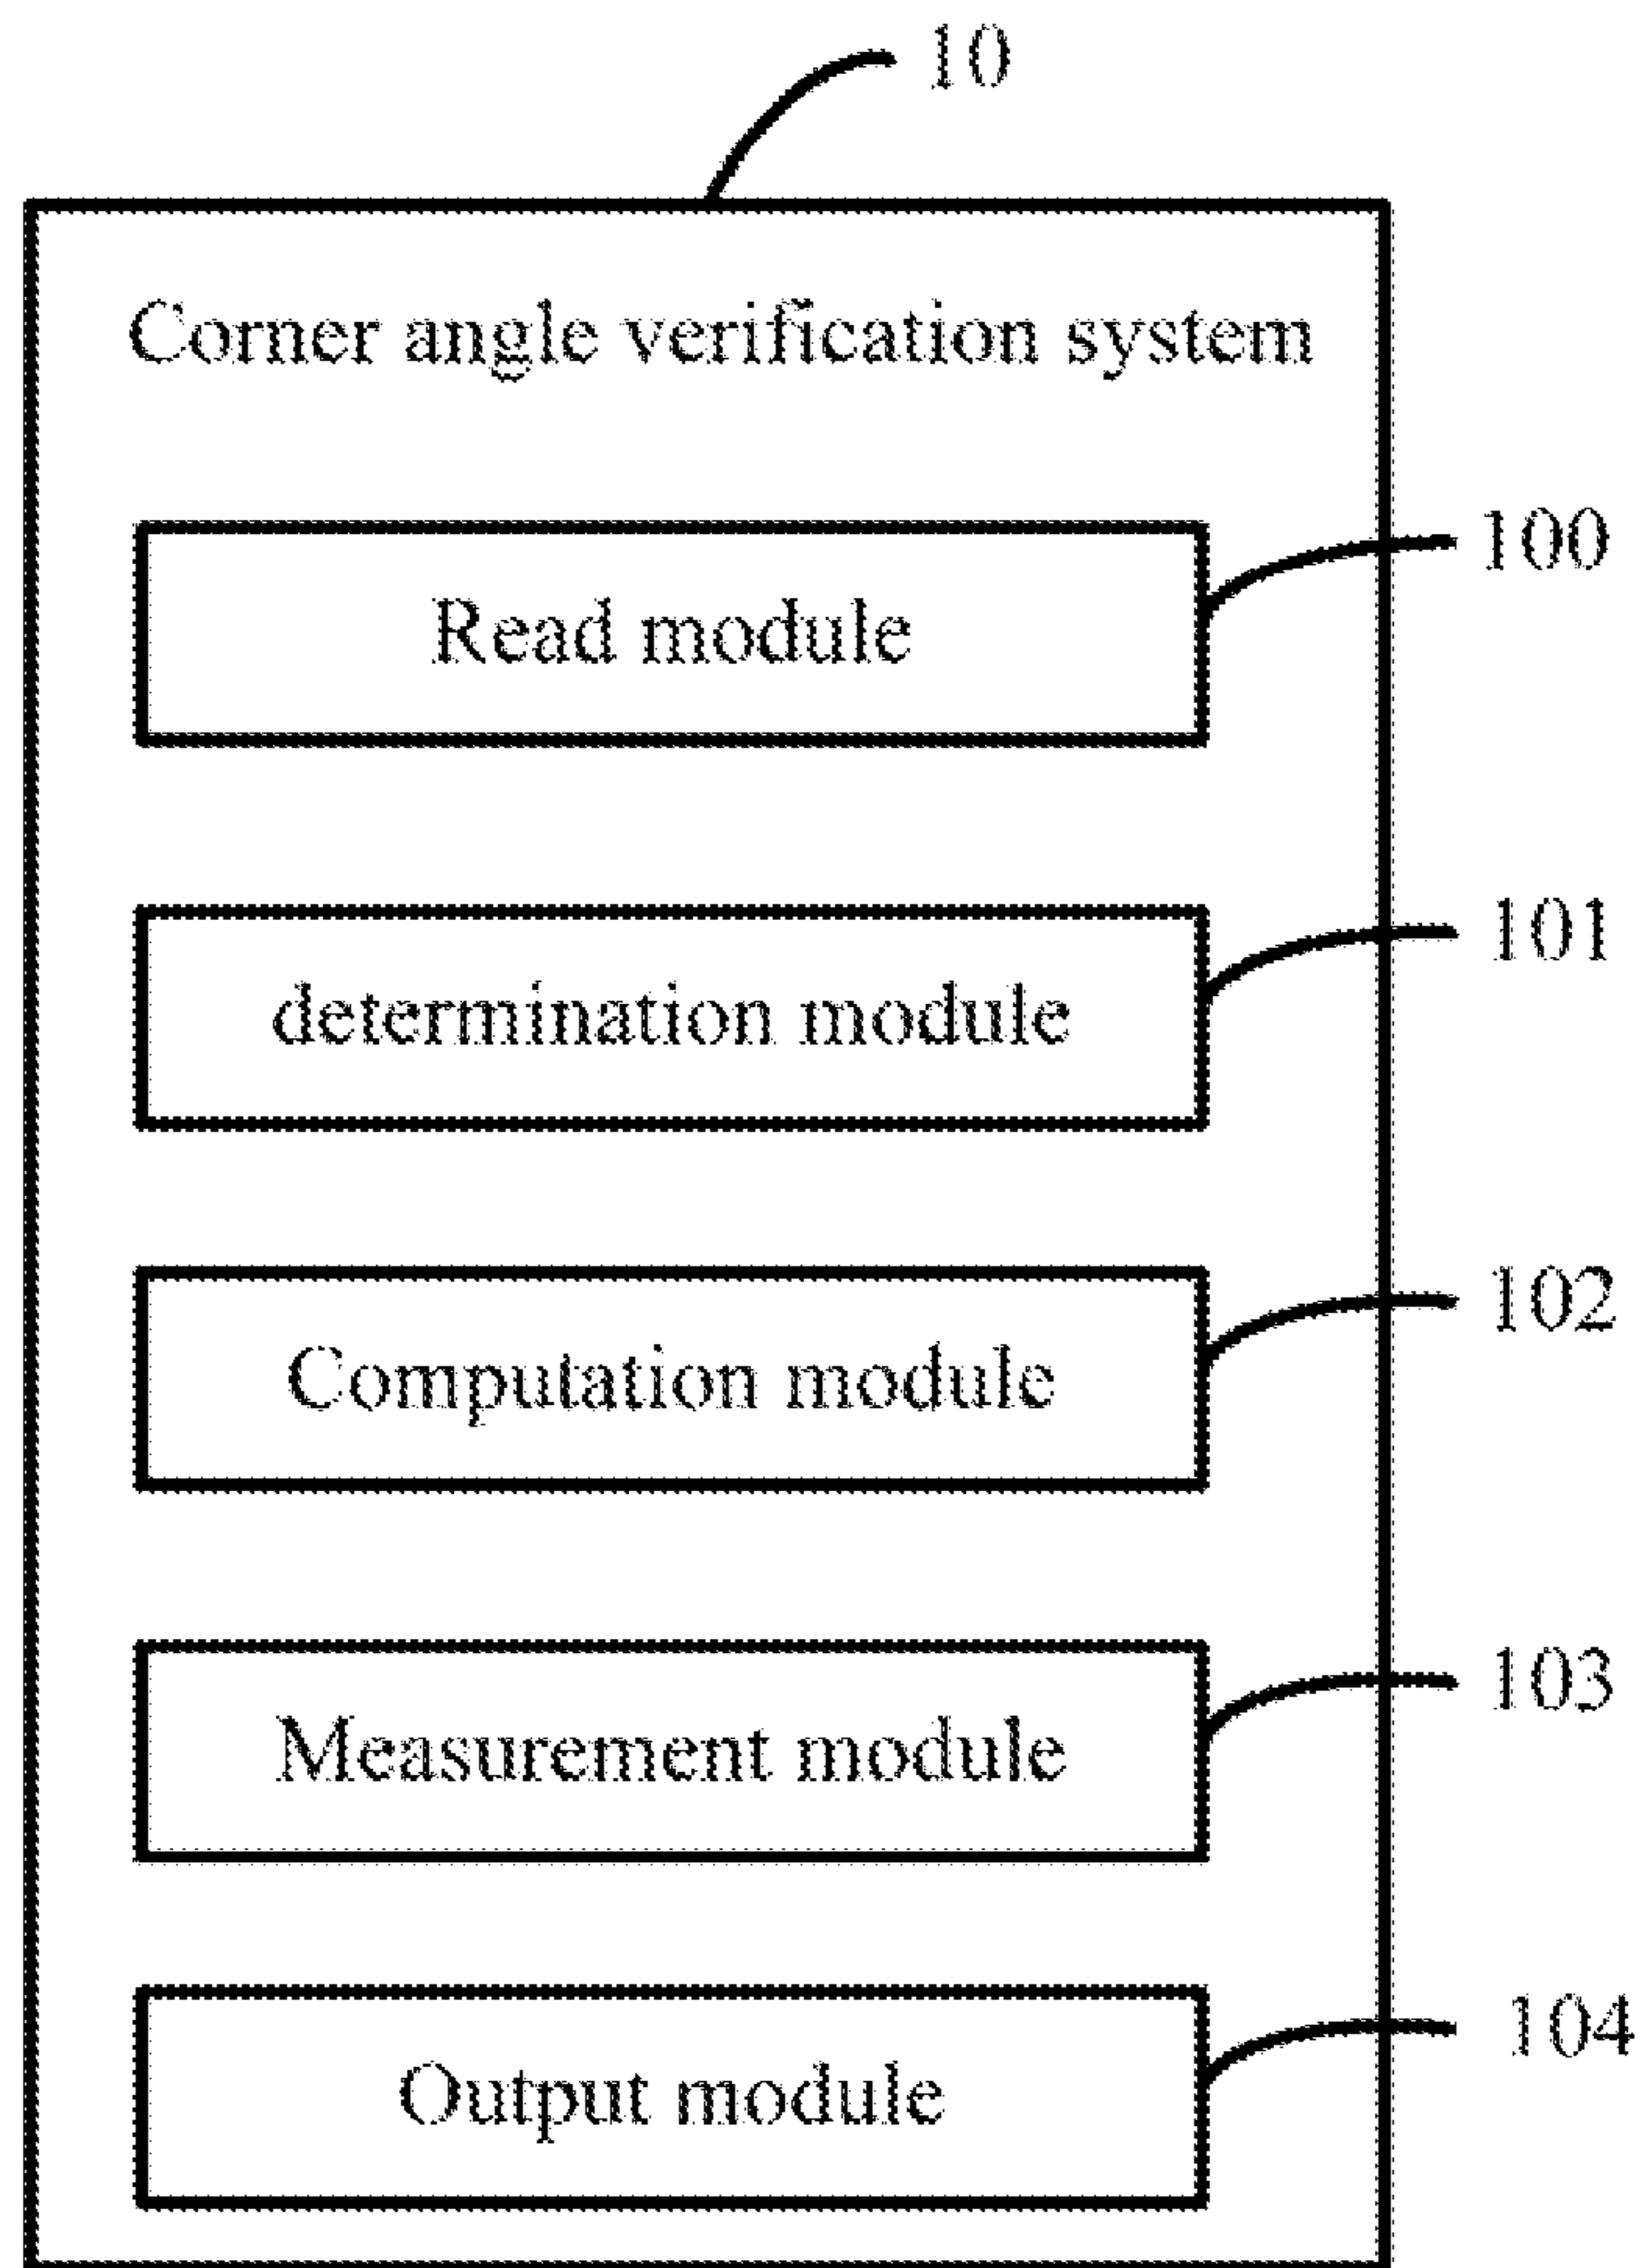 10
Corner angle verification system
100
Read module
101
determination module
102
Computation module
103
Measurement module
104
Output module